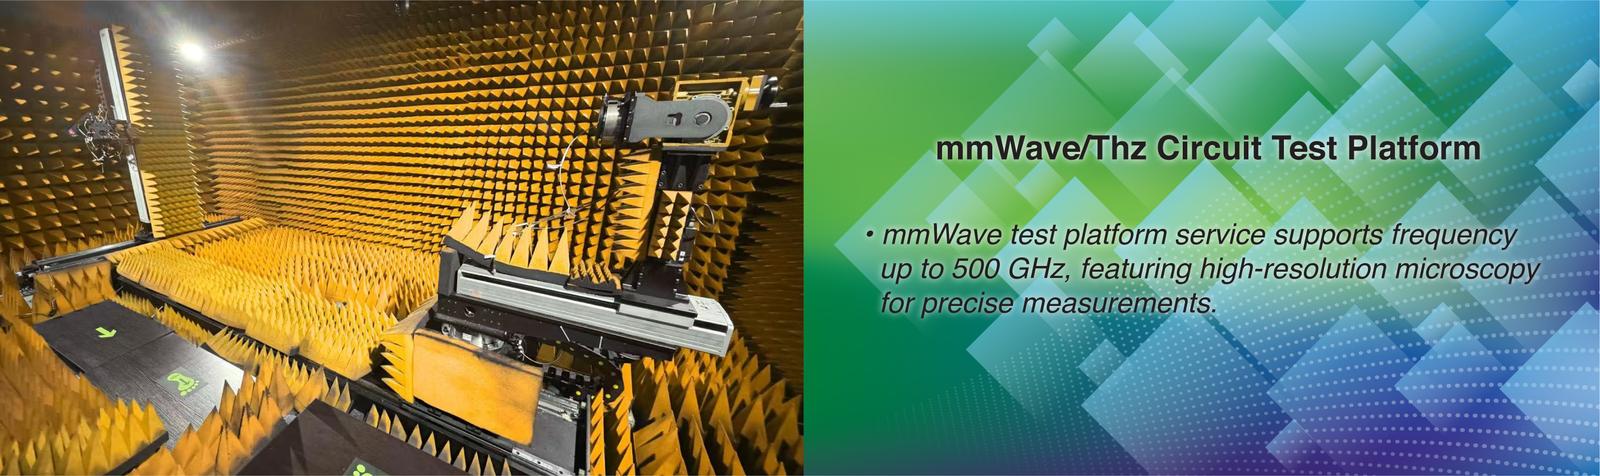 mmWave/Thz Circuit Test Platform
• mmWave test platform service supports frequency
up to 500 GHz, featuring high-resolution microscopy
for precise measurements.